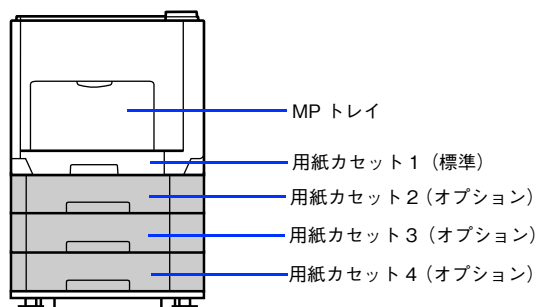 MP トレイ
用紙カセット1（標準）
用紙カセット2（オプション）
用紙カセット3（オプション）
用紙カセット4（オプション）